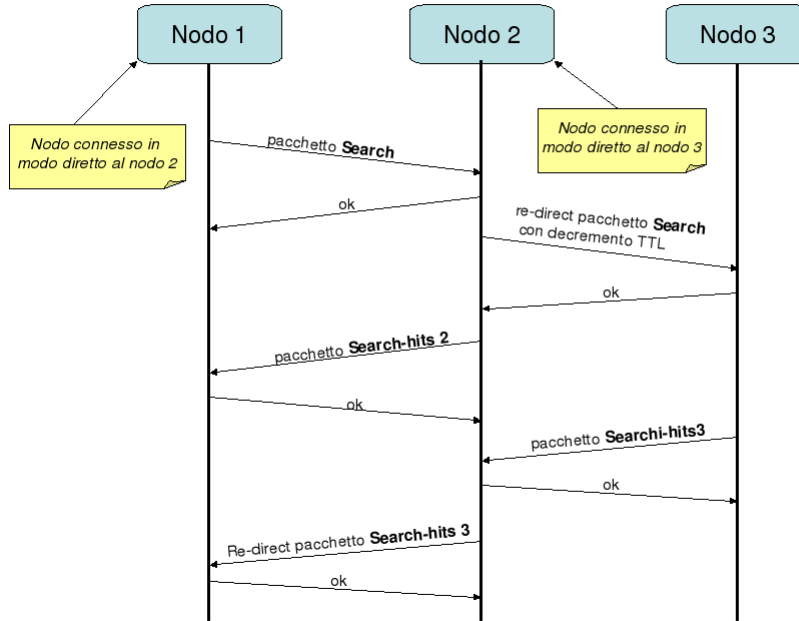 Nodo 1
Nodo 2
Nodo 3
Nodo connesso in
modo diretto al nodo 2
Nodo connesso in
modo diretto al nodo 3
pacchetto Search
ok
re-direct pacchetto Search
con decremento TTL
ok
pacchetto Search-hits 2
ok
pacchetto Searchi-hits3
ok
Re-direct pacchetto Search-hits 3
ok